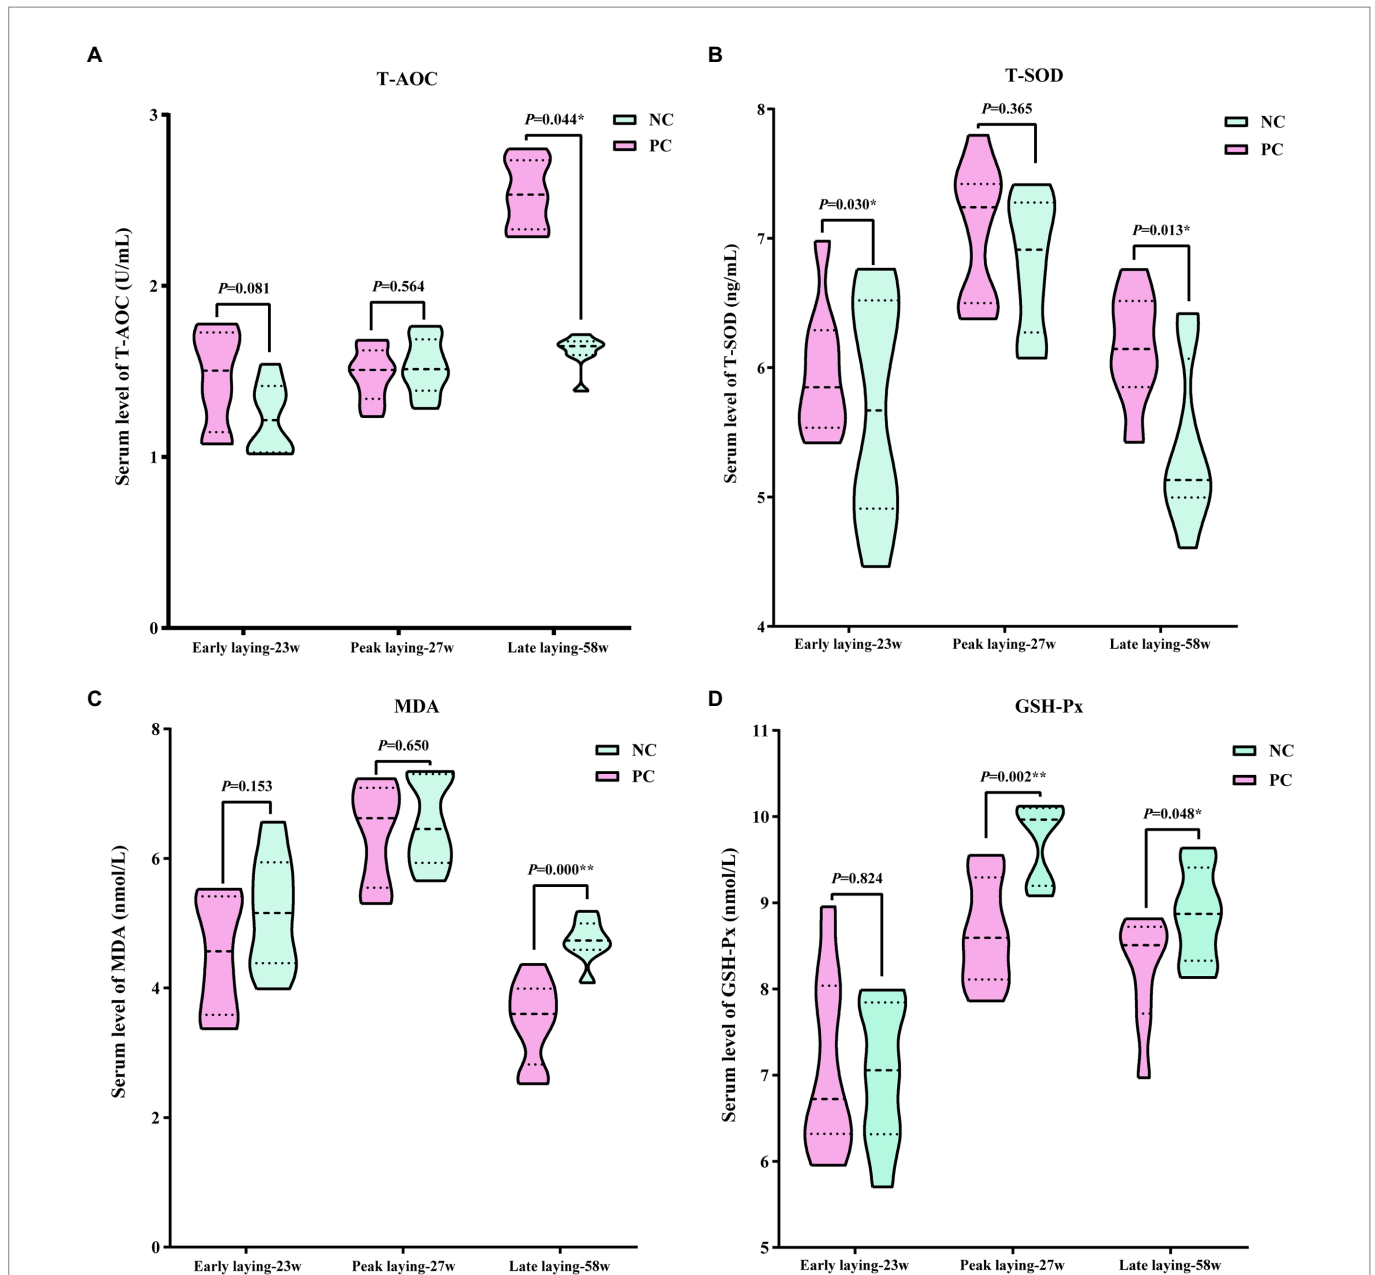 A
T-AOC
Serum level of T-AOC (U/mL)
3
2
1
0
P=0.081
P=0.564
P=0.044*
NC
PC
Early laying-23w
Peak laying-27w
Late laying-58w
B
T-SOD
Serum level of T-SOD (ng/mL)
8
7
6
5
4
P=0.030*
P=0.365
P=0.013*
NC
PC
Early laying-23w
Peak laying-27w
Late laying-58w
C
MDA
Serum level of MDA (nmol/L)
8
6
4
2
0
P=0.153
P=0.650
P=0.000**
NC
PC
Early laying-23w
Peak laying-27w
Late laying-58w
D
GSH-Px
Serum level of GSH-Px (nmol/L)
11
10
9
8
7
6
5
P=0.824
P=0.002**
P=0.048*
NC
PC
Early laying-23w
Peak laying-27w
Late laying-58w